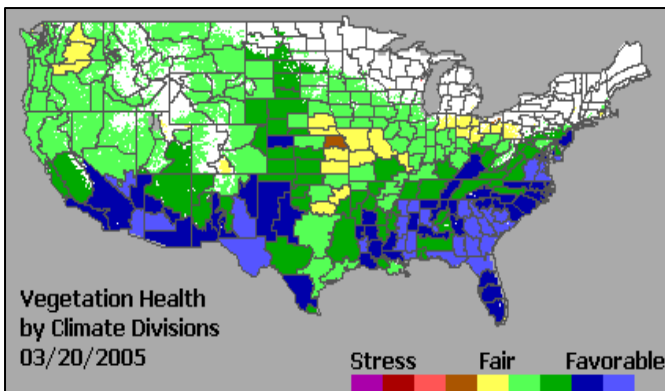 Vegetation Health
by Climate Divisions
03/20/2005
Stress Fair Favorable